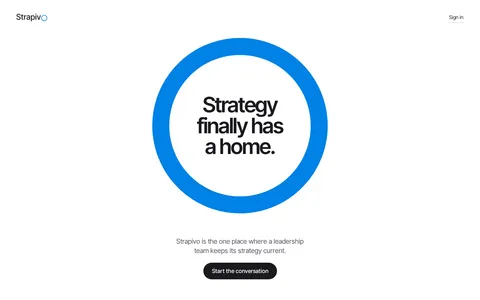 Strapivo
Sign in
Strategy
finally has
a home.
Strapivo is the one place where a leadership
team keeps its strategy current.
Start the conversation